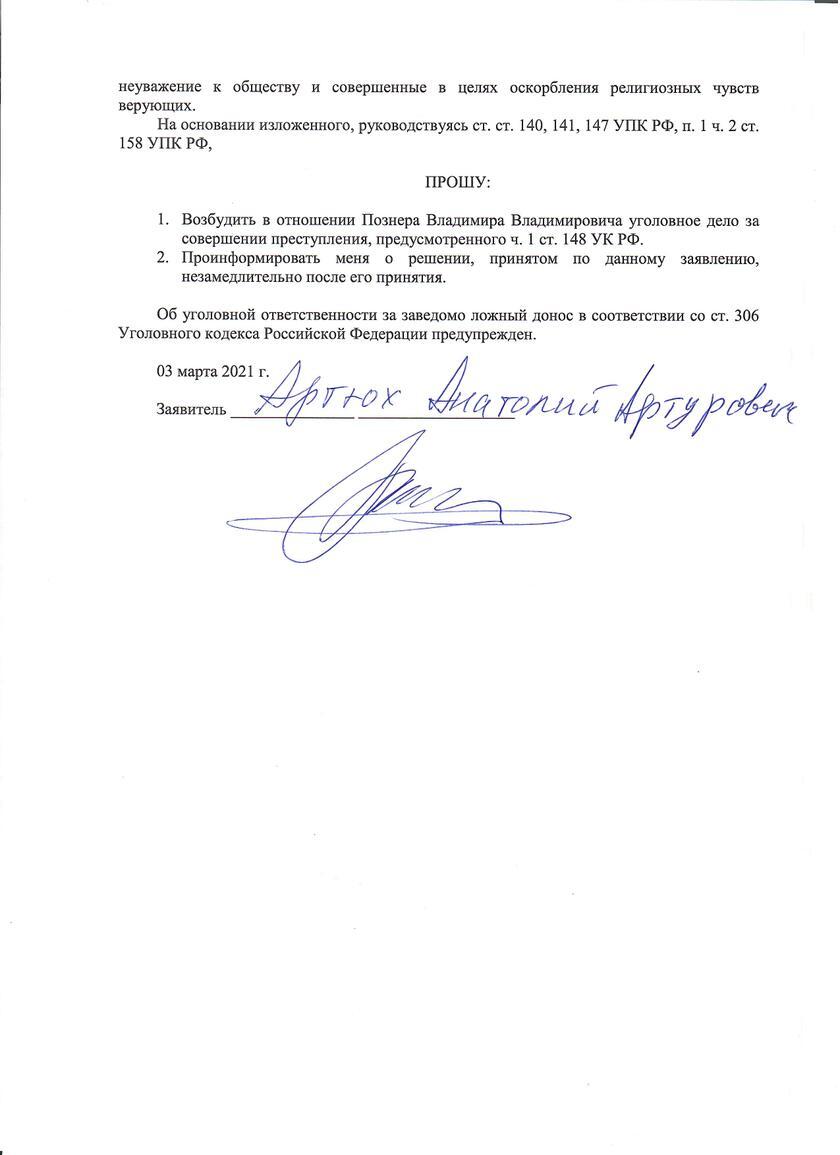 неуважение к обществу и совершенные в целях оскорбления религиозных чувств
верующих.
На основании изложенного, руководствуясь ст. ст. 140, 141, 147 УПК РФ, п. 1 ч. 2 ст.
158 УПК РФ,
ПРОШУ:
1. Возбудить в отношении Познера Владимира Владимировича уголовное дело за
совершении преступления, предусмотренного ч. 1 ст. 148 УК РФ.
2. Проинформировать меня о решении, принятом по данному заявлению,
незамедлительно после его принятия.
Об уголовной ответственности за заведомо ложный донос в соответствии со ст. 306
Уголовного кодекса Российской Федерации предупрежден.
03 марта 2021 г.
Заявитель Артюх Анатолий Артурович